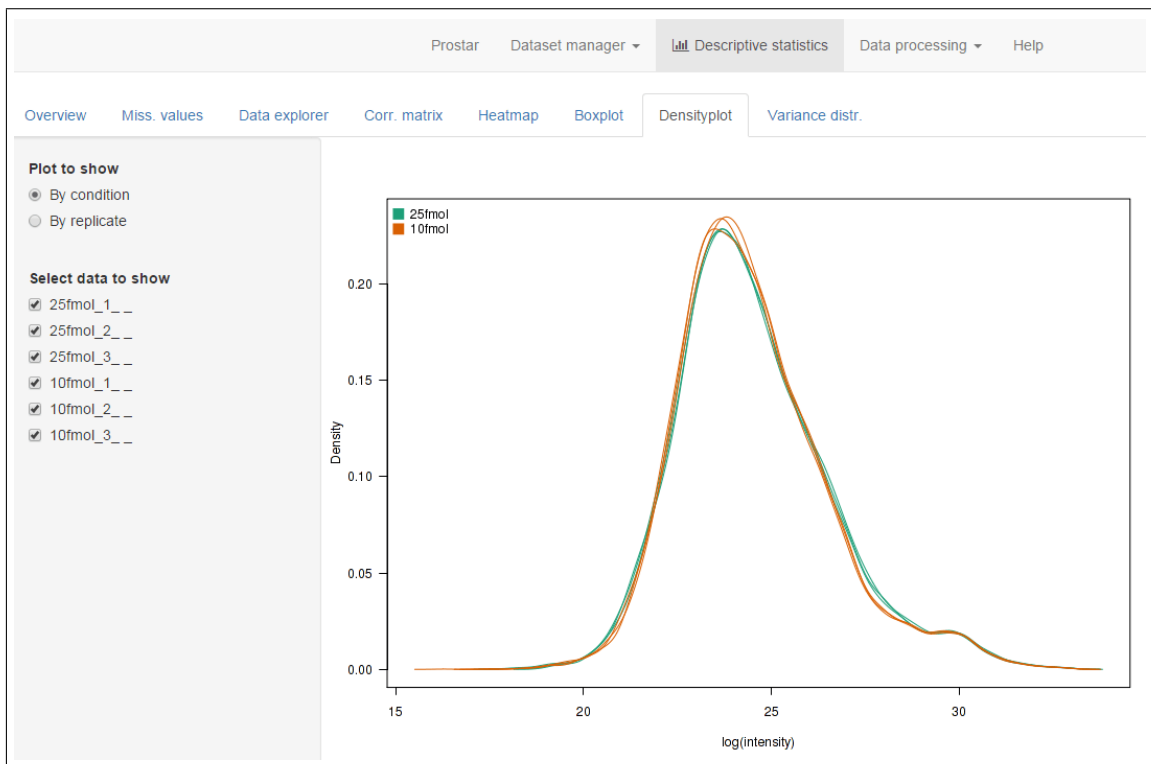 Prostar Dataset manager Descriptive statistics Data processing Help
Overview Miss. values Data explorer Corr. matrix Heatmap Boxplot Densityplot Variance distr.
Plot to show
By condition
By replicate
Select data to show
25fmol_1_ _
25fmol_2_ _
25fmol_3_ _
10fmol_1_ _
10fmol_2_ _
10fmol_3_ _
25fmol
10fmol
0.20
0.15
0.10
0.05
0.00
Density
15 20 25 30
log(intensity)